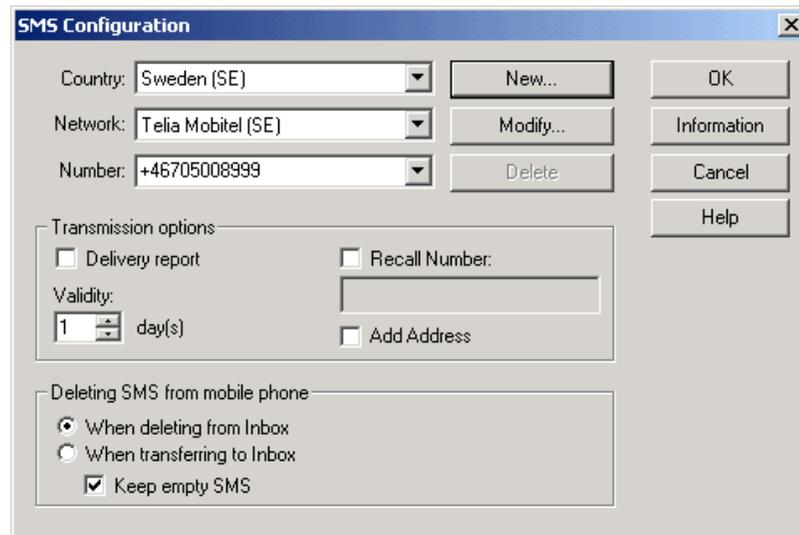 SMS Configuration
Country: Sweden (SE) New... OK
Network: Telia Mobitel (SE) Modify... Information
Number: +46705008999 Delete Cancel
Help
Transmission options
Delivery report Recall Number:
Validity:
1 day(s) Add Address
Deleting SMS from mobile phone
When deleting from Inbox
When transferring to Inbox
Keep empty SMS